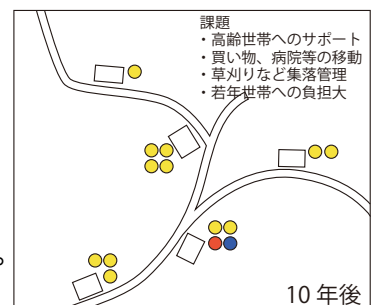 課題
・高齢世帯へのサポート
・買い物、病院等の移動
・草刈りなど集落管理
・若年世帯への負担大
。
10年後